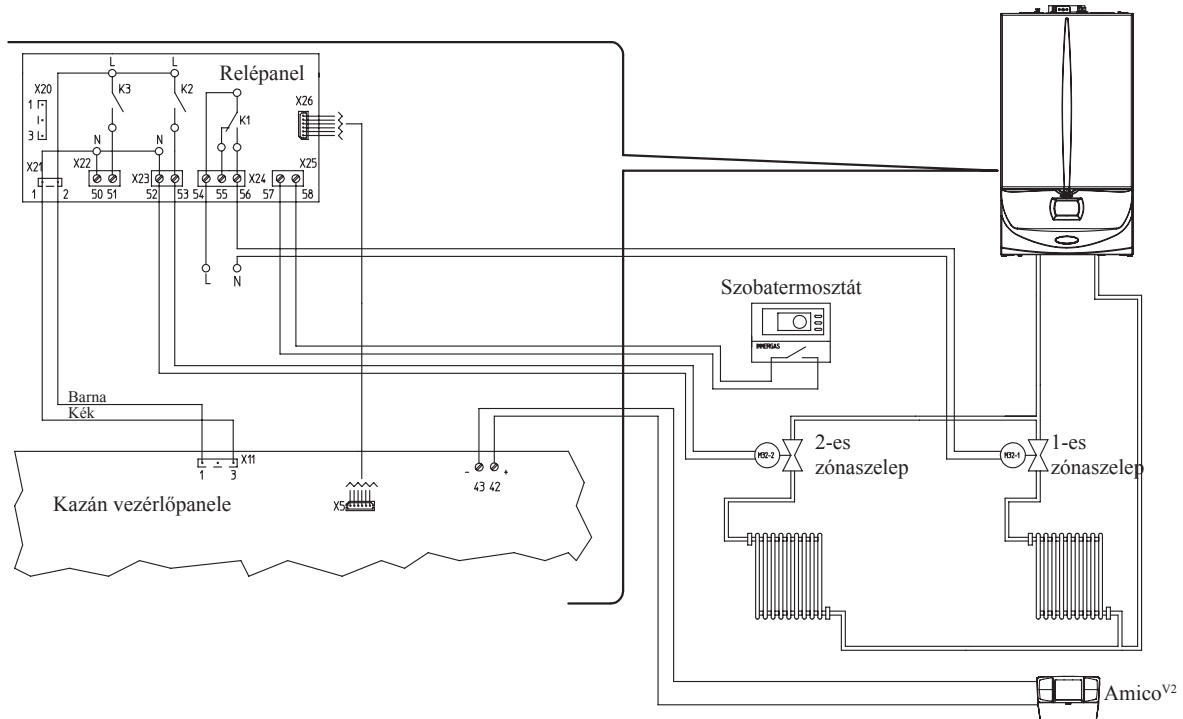 Relépanel
L
L
X20
K3
K2
X26
1
K1
3
N
N
X21
X22
X23
X24
X25
1
2
50
51
52
53
54
55
56
57
58
L
N
Szobatermosztát
IMMERGAS
Barna
Kék
X11
1
3
-
+
43
42
Kazán vezérlőpanele
X5
M32-2
2-es
zónaszelep
M32-1
1-es
zónaszelep
Amico V2